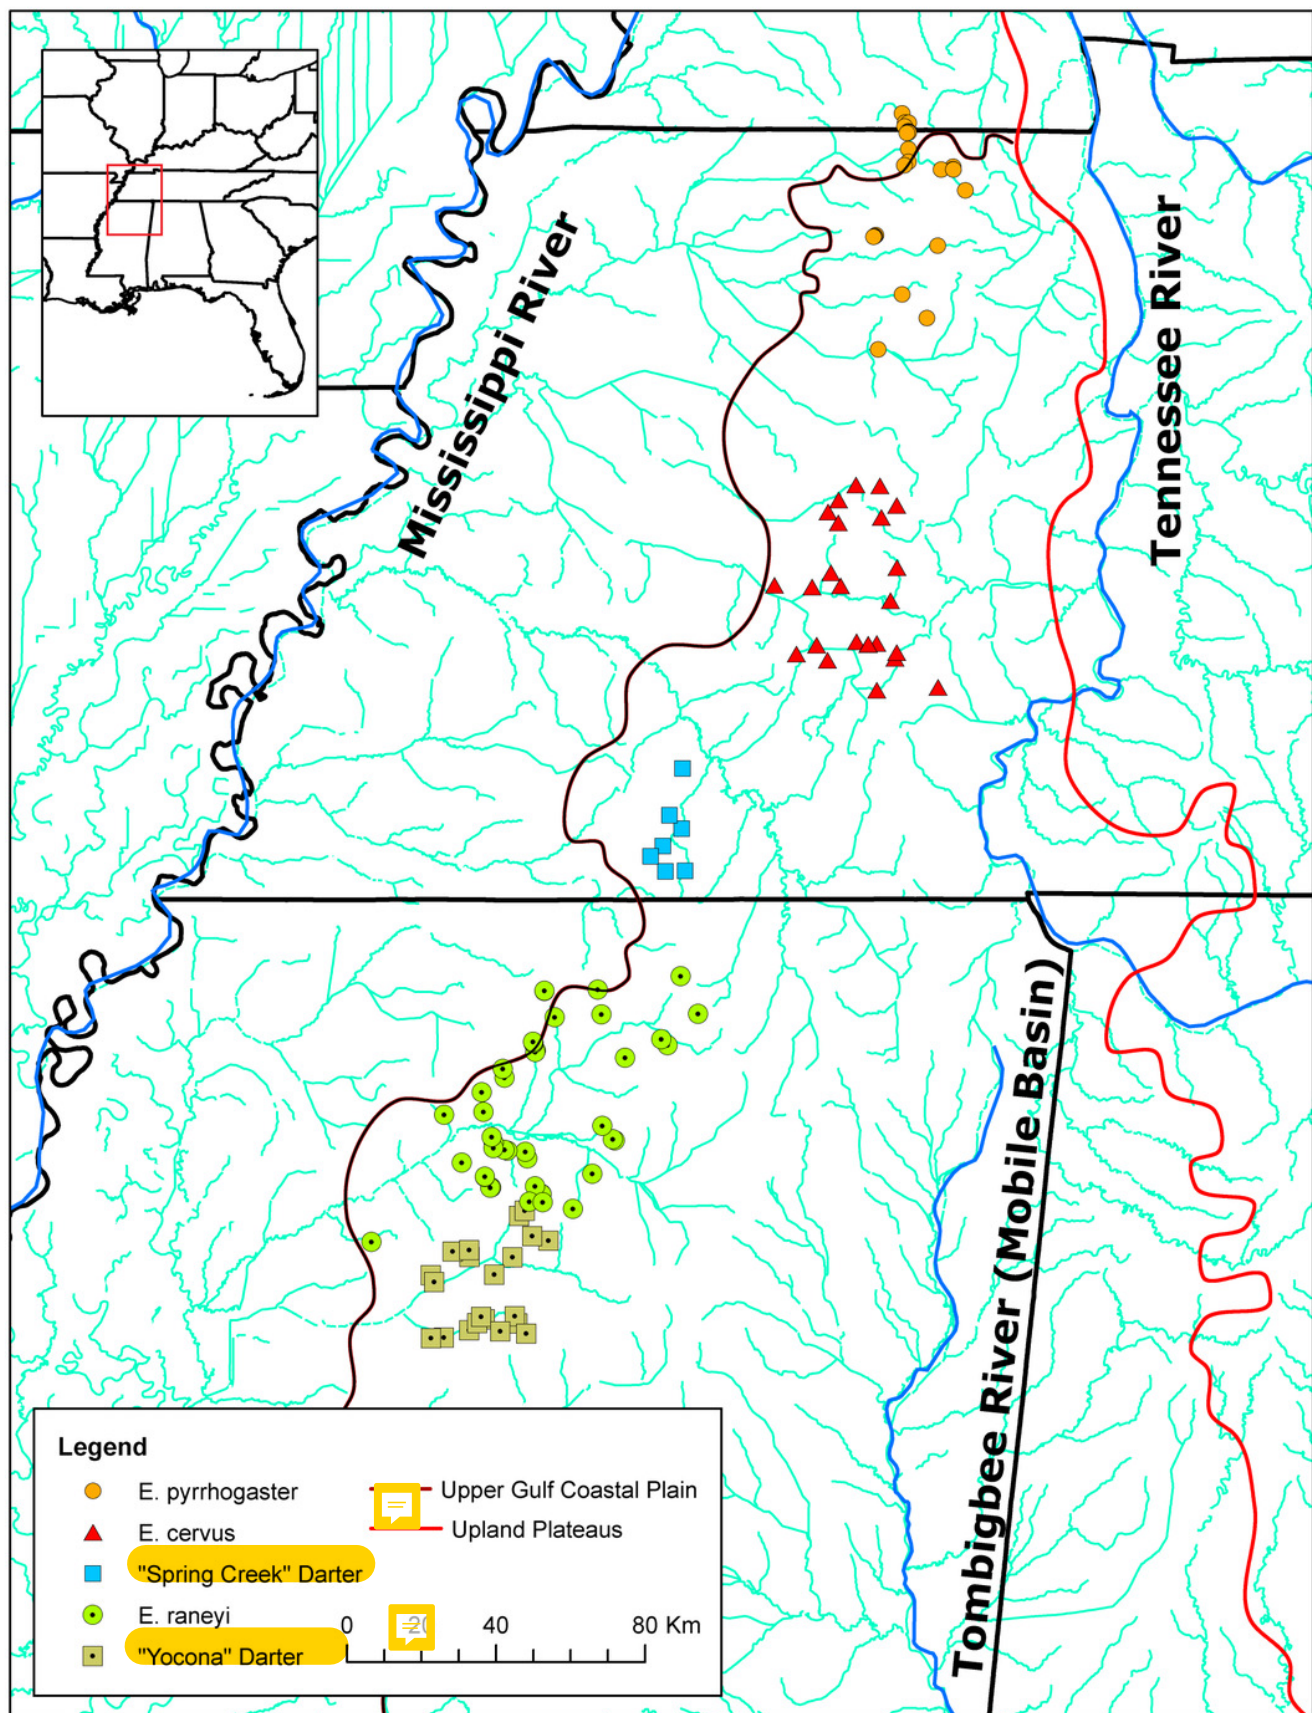 Mississippi River
Tennessee River
Tombigbee River (Mobile Basin)
Legend
E. pyrrhogaster
E. cervus
"Spring Creek" Darter
E. raneyi
"Yocona" Darter
Upper Gulf Coastal Plain
Upland Plateaus
0 20 40 80 Km